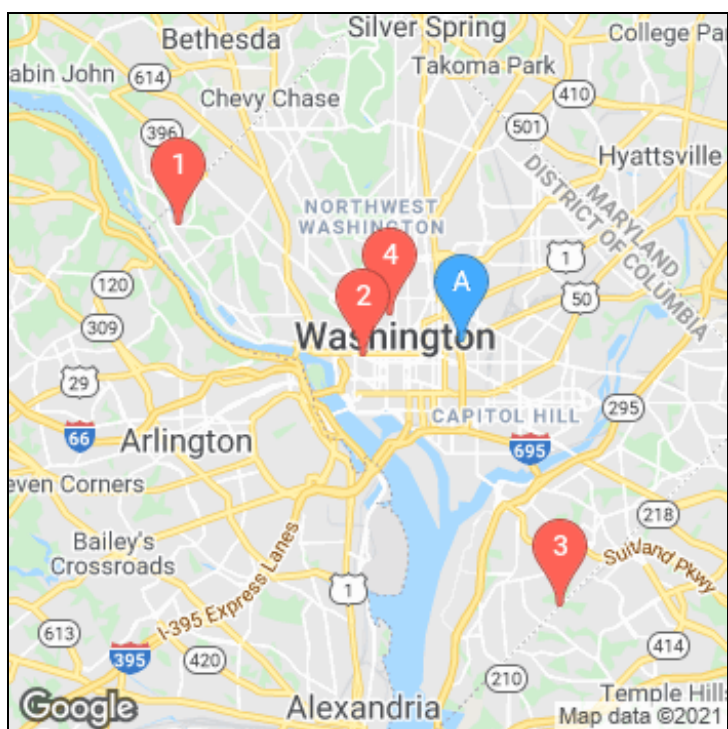 Silver Spring
College Par
Bethesda
Takoma Park
abin John
614
Chevy Chase
410
396
501
Hyattsville
1
NORTHWEST
WASHINGTON
MARYLAND
DISTRICT OF COLUMBIA
4
A
1
120
2
50
309
Washington
29
CAPITOL HILL
295
66
Arlington
695
even Corners
218
Bailey's
Crossroads
3
Suitland Pkwy
I-395 Express Lanes
1
613
395
420
414
210
Temple Hills
Alexandria
Google
Map data ©2021